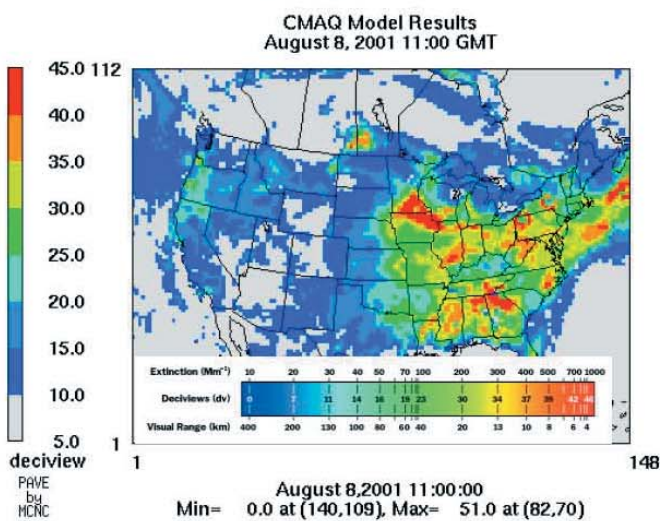 CMAQ Model Results
August 8, 2001 11:00 GMT
45.0
40.0
35.0
30.0
25.0
20.0
15.0
10.0
5.0
deciview
PAVE
by
MCNC
112
1
Extinction (Mm⁻¹) 10 20 30 40 50 70 100 200 300 400 500 700 1000
Deciviews (dv) 0 7 11 14 16 19 23 30 34 37 39 42 46
Visual Range (km) 400 200 130 100 80 60 40 20 13 10 8 6 4
1 148
August 8,2001 11:00:00
Min= 0.0 at (140,109), Max= 51.0 at (82,70)